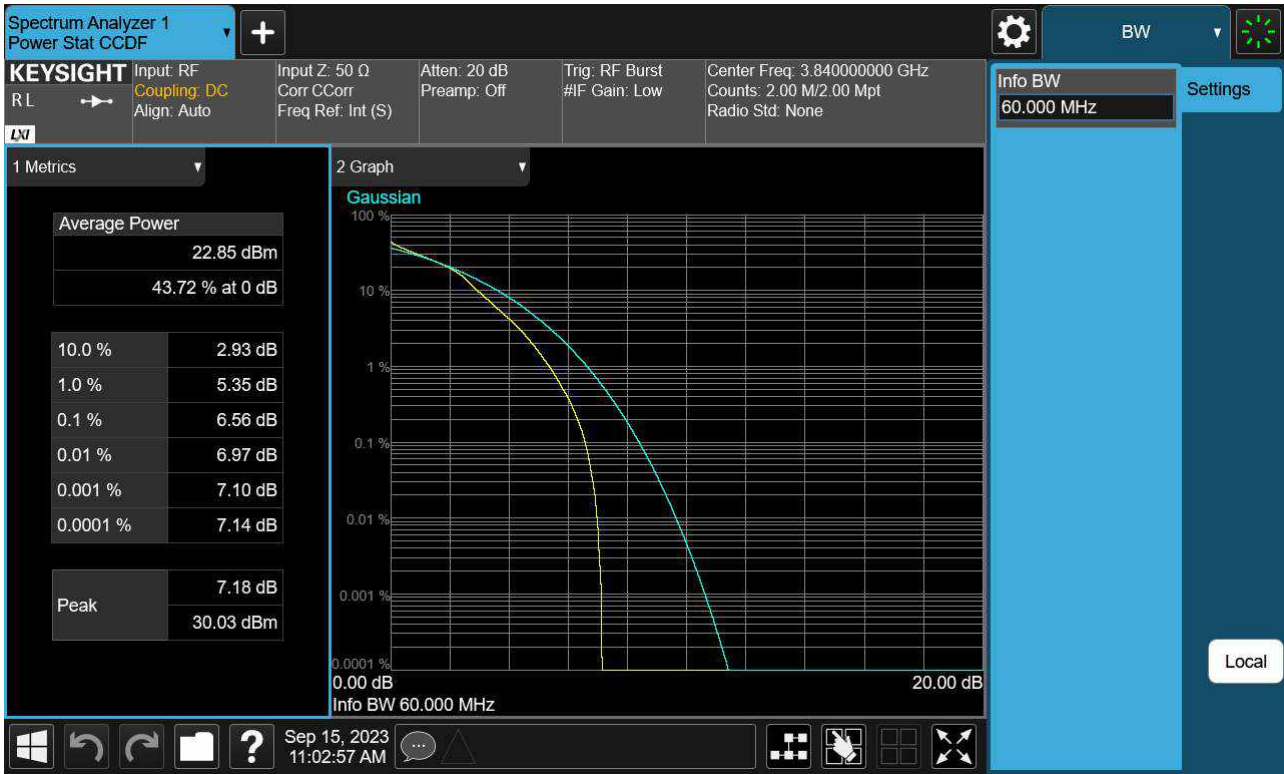 Spectrum Analyzer 1
Power Stat CCDF
+
BW
KEYSIGHT
RL
LXI
Input: RF
Coupling: DC
Align: Auto
Input Z: 50 Ω
Corr CCorr
Freq Ref: Int (S)
Atten: 20 dB
Preamp: Off
Trig: RF Burst
#IF Gain: Low
Center Freq: 3.840000000 GHz
Counts: 2.00 M/2.00 Mpt
Radio Std: None
Info BW
60.000 MHz
Settings
1 Metrics
Average Power
22.85 dBm
43.72 % at 0 dB
10.0 % 2.93 dB
1.0 % 5.35 dB
0.1 % 6.56 dB
0.01 % 6.97 dB
0.001 % 7.10 dB
0.0001 % 7.14 dB
Peak
7.18 dB
30.03 dBm
2 Graph
Gaussian
100 %
10 %
1 %
0.1 %
0.01 %
0.001 %
0.0001 %
0.00 dB 20.00 dB
Info BW 60.000 MHz
Local
?
Sep 15, 2023
11:02:57 AM